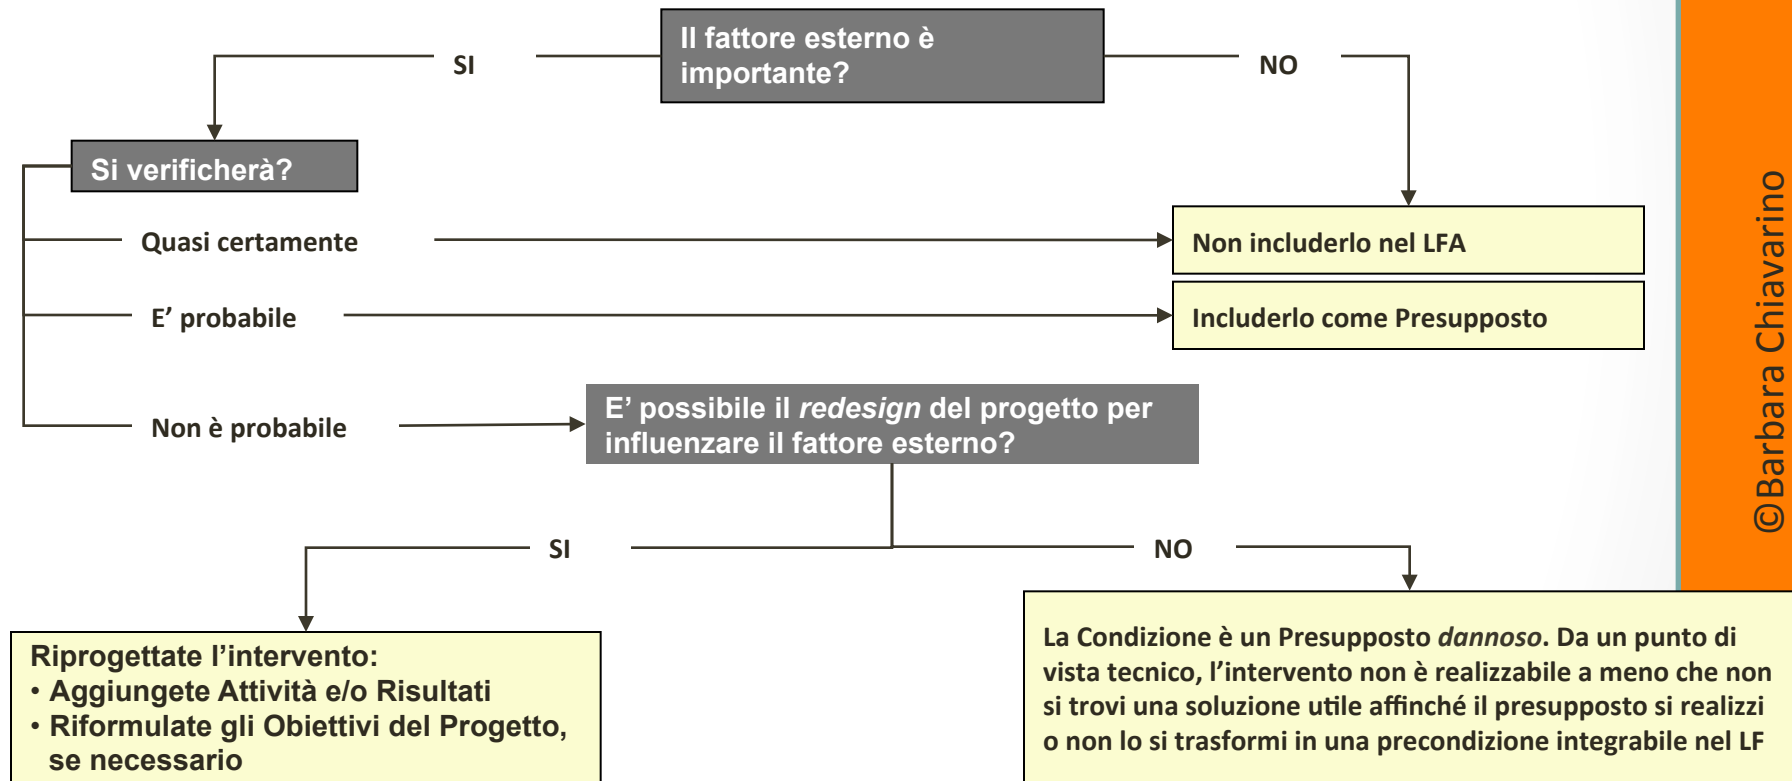 Il fattore esterno è
importante?
SI
NO
Si verificherà?
Quasi certamente
Non includerlo nel LFA
E’ probabile
Includerlo come Presupposto
Non è probabile
E’ possibile il redesign del progetto per
influenzare il fattore esterno?
SI
NO
Riprogettate l’intervento:
• Aggiungete Attività e/o Risultati
• Riformulate gli Obiettivi del Progetto,
se necessario
La Condizione è un Presupposto dannoso. Da un punto di
vista tecnico, l’intervento non è realizzabile a meno che non
si trovi una soluzione utile affinché il presupposto si realizzi
o non lo si trasformi in una precondizione integrabile nel LF
©Barbara Chiavarino